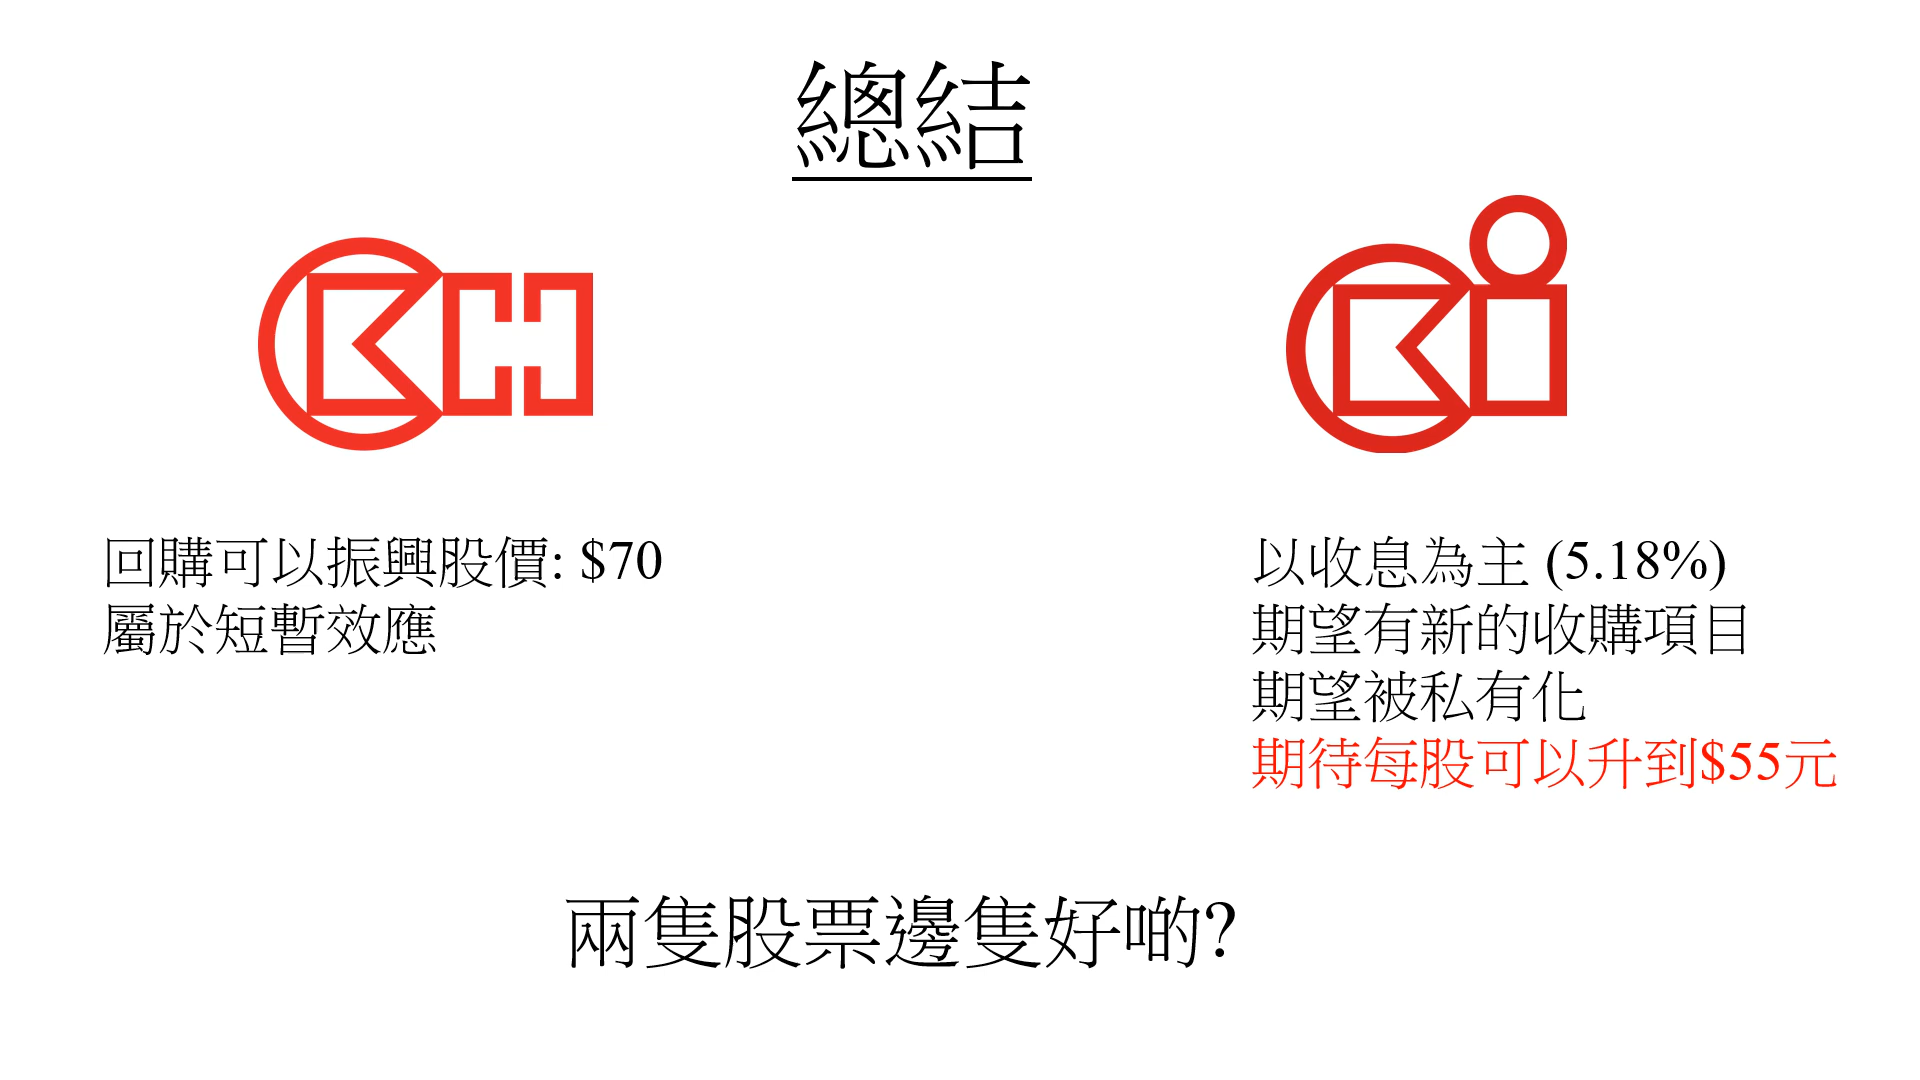 總結
CKH
CKI
回購可以振興股價: $70
屬於短暫效應
以收息為主 (5.18%)
期望有新的收購項目
期望被私有化
期待每股可以升到$55元
兩隻股票邊隻好啲?